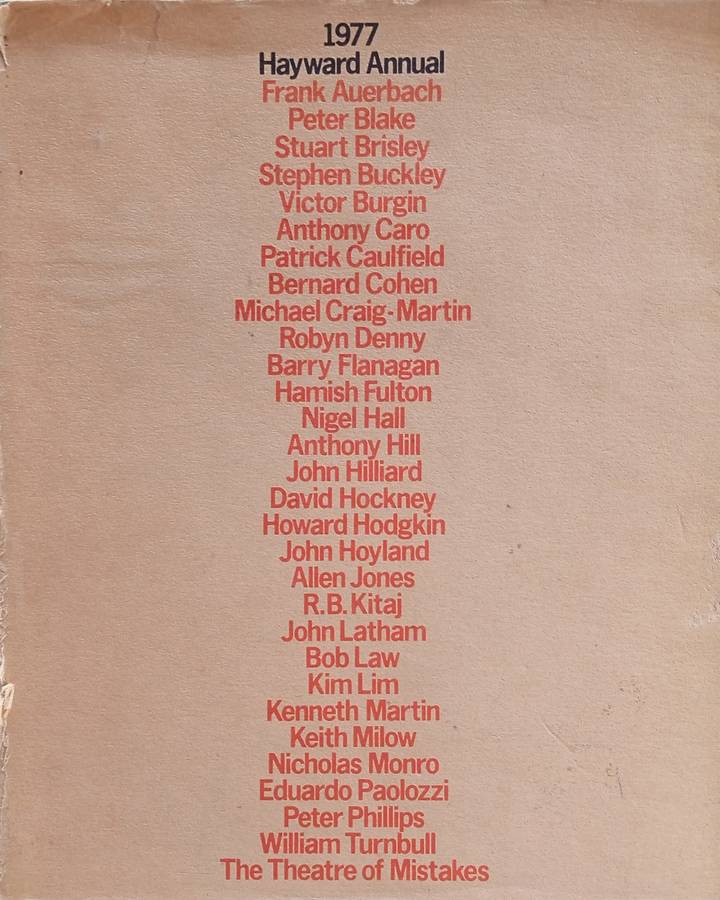 1977
Hayward Annual
Frank Auerbach
Peter Blake
Stuart Brisley
Stephen Buckley
Victor Burgin
Anthony Caro
Patrick Caulfield
Bernard Cohen
Michael Craig-Martin
Robyn Denny
Barry Flanagan
Hamish Fulton
Nigel Hall
Anthony Hill
John Hilliard
David Hockney
Howard Hodgkin
John Hoyland
Allen Jones
R.B. Kitaj
John Latham
Bob Law
Kim Lim
Kenneth Martin
Keith Milow
Nicholas Monro
Eduardo Paolozzi
Peter Phillips
William Turnbull
The Theatre of Mistakes